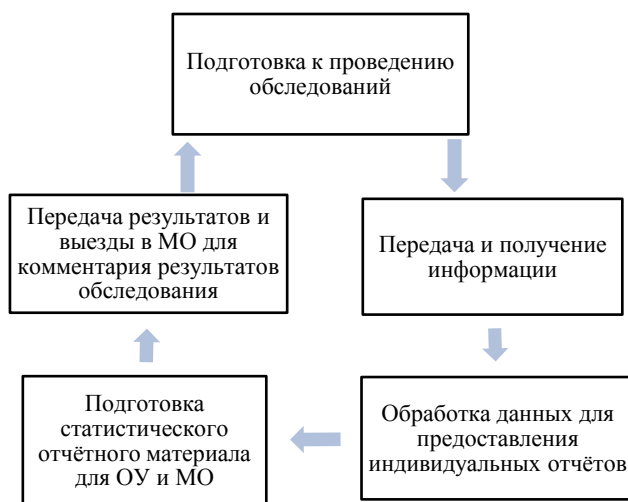 Подготовка к проведению
обследований
Передача и получение
информации
Обработка данных для
предоставления
индивидуальных отчётов
Подготовка
статистического
отчётного материала
для ОУ и МО
Передача результатов и
выезды в МО для
комментария результатов
обследования